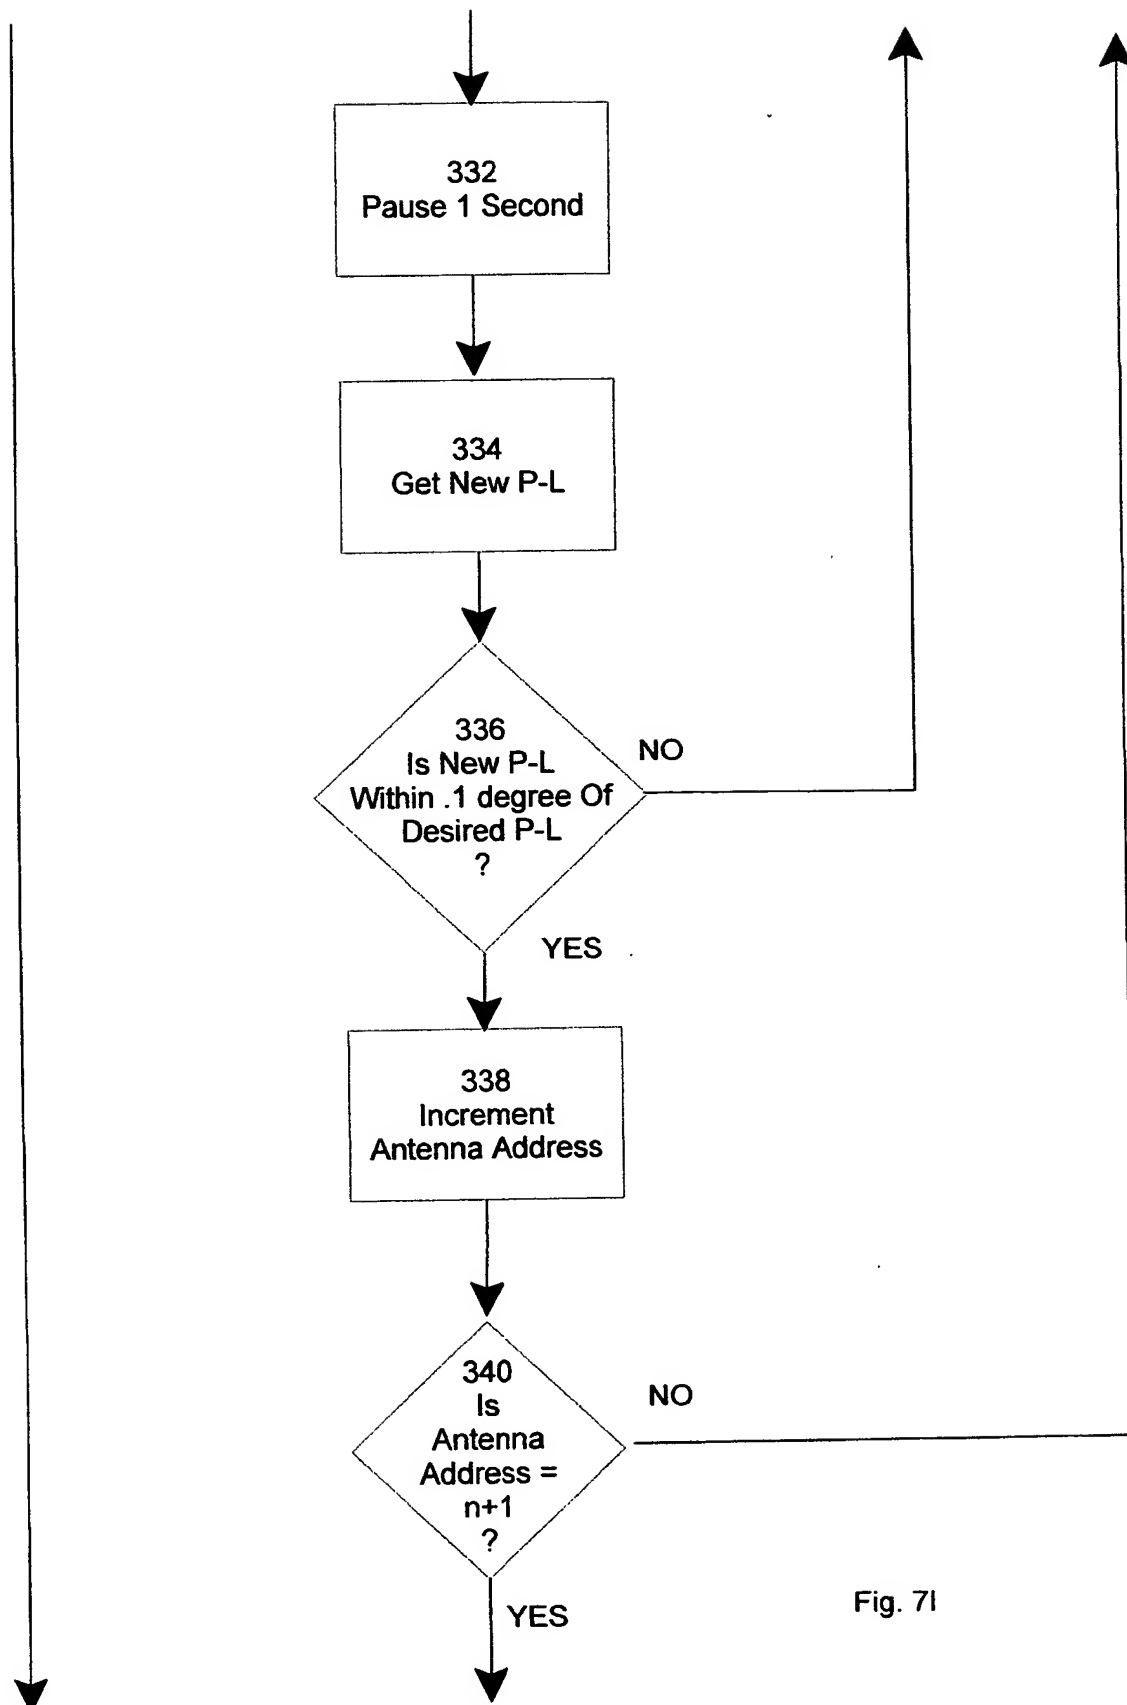 332
Pause 1 Second
334
Get New P-L
336
Is New P-L
Within .1 degree Of
Desired P-L
?
NO
YES
338
Increment
Antenna Address
340
Is
Antenna
Address =
n+1
?
NO
YES
Fig. 7I